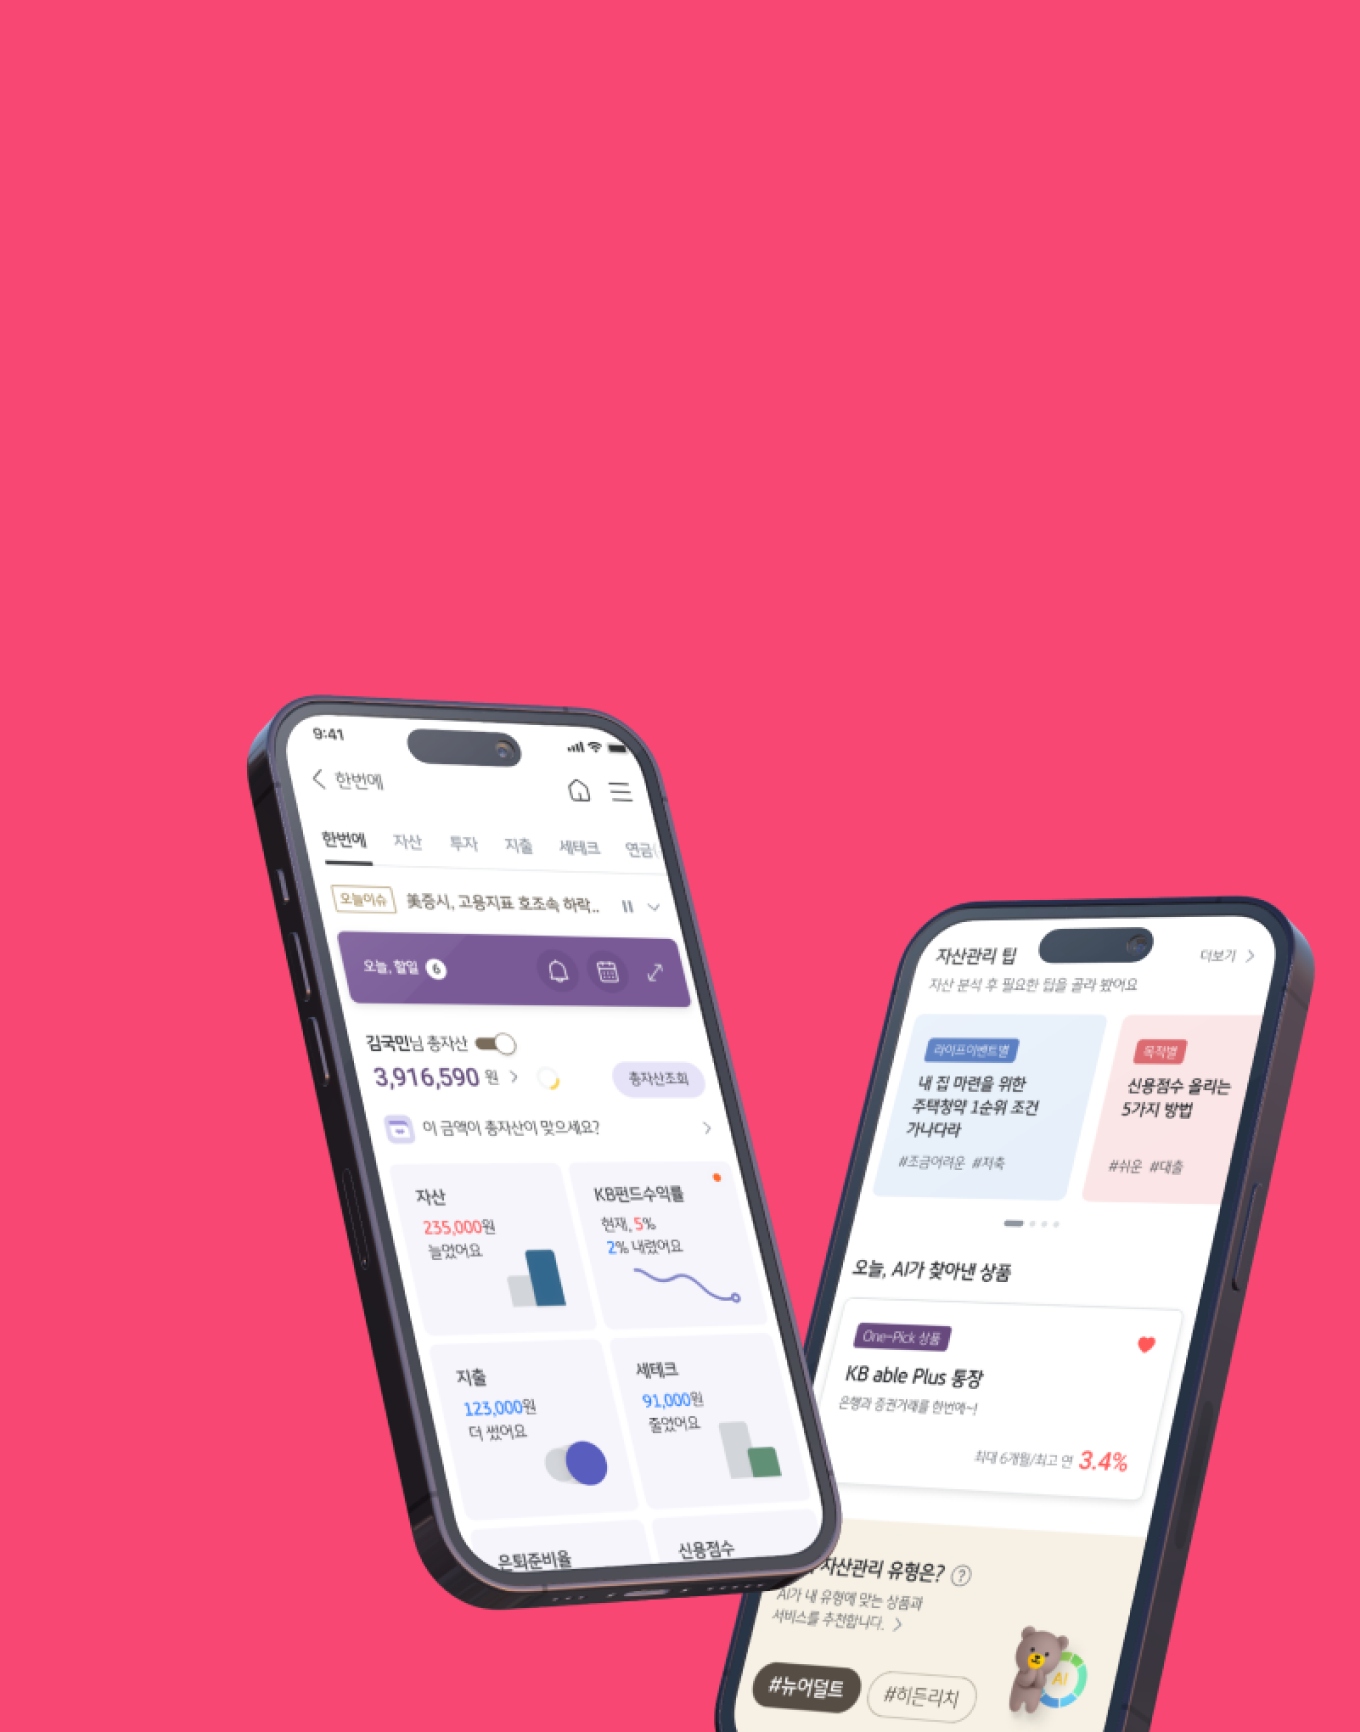 9:41
한번에
한번에 자산 투자 지출 세테크 연금
오늘이슈 美증시, 고용지표 호조속 하락..
오늘, 할일 6
김국민님 총자산
3,916,590 원
총자산조회
이 금액이 총자산이 맞으세요?
자산
235,000원
늘었어요
KB펀드수익률
현재, 5%
2% 내렸어요
지출
123,000원
더 썼어요
세테크
91,000원
줄었어요
은퇴준비율
신용점수
자산관리 팁
더보기
자산 분석 후 필요한 팁을 골라 봤어요
라이프이벤트별
내 집 마련을 위한
주택청약 1순위 조건
가나다라
#조금어려운 #저축
목적별
신용점수 올리는
5가지 방법
#쉬운 #대출
오늘, AI가 찾아낸 상품
One-Pick 상품
KB able Plus 통장
은행과 증권거래를 한번에~!
최대 6개월/최고 연 3.4%
자산관리 유형은? ?
AI가 내 유형에 맞는 상품과
서비스를 추천합니다.
#뉴어덜트
#히든리치
AI